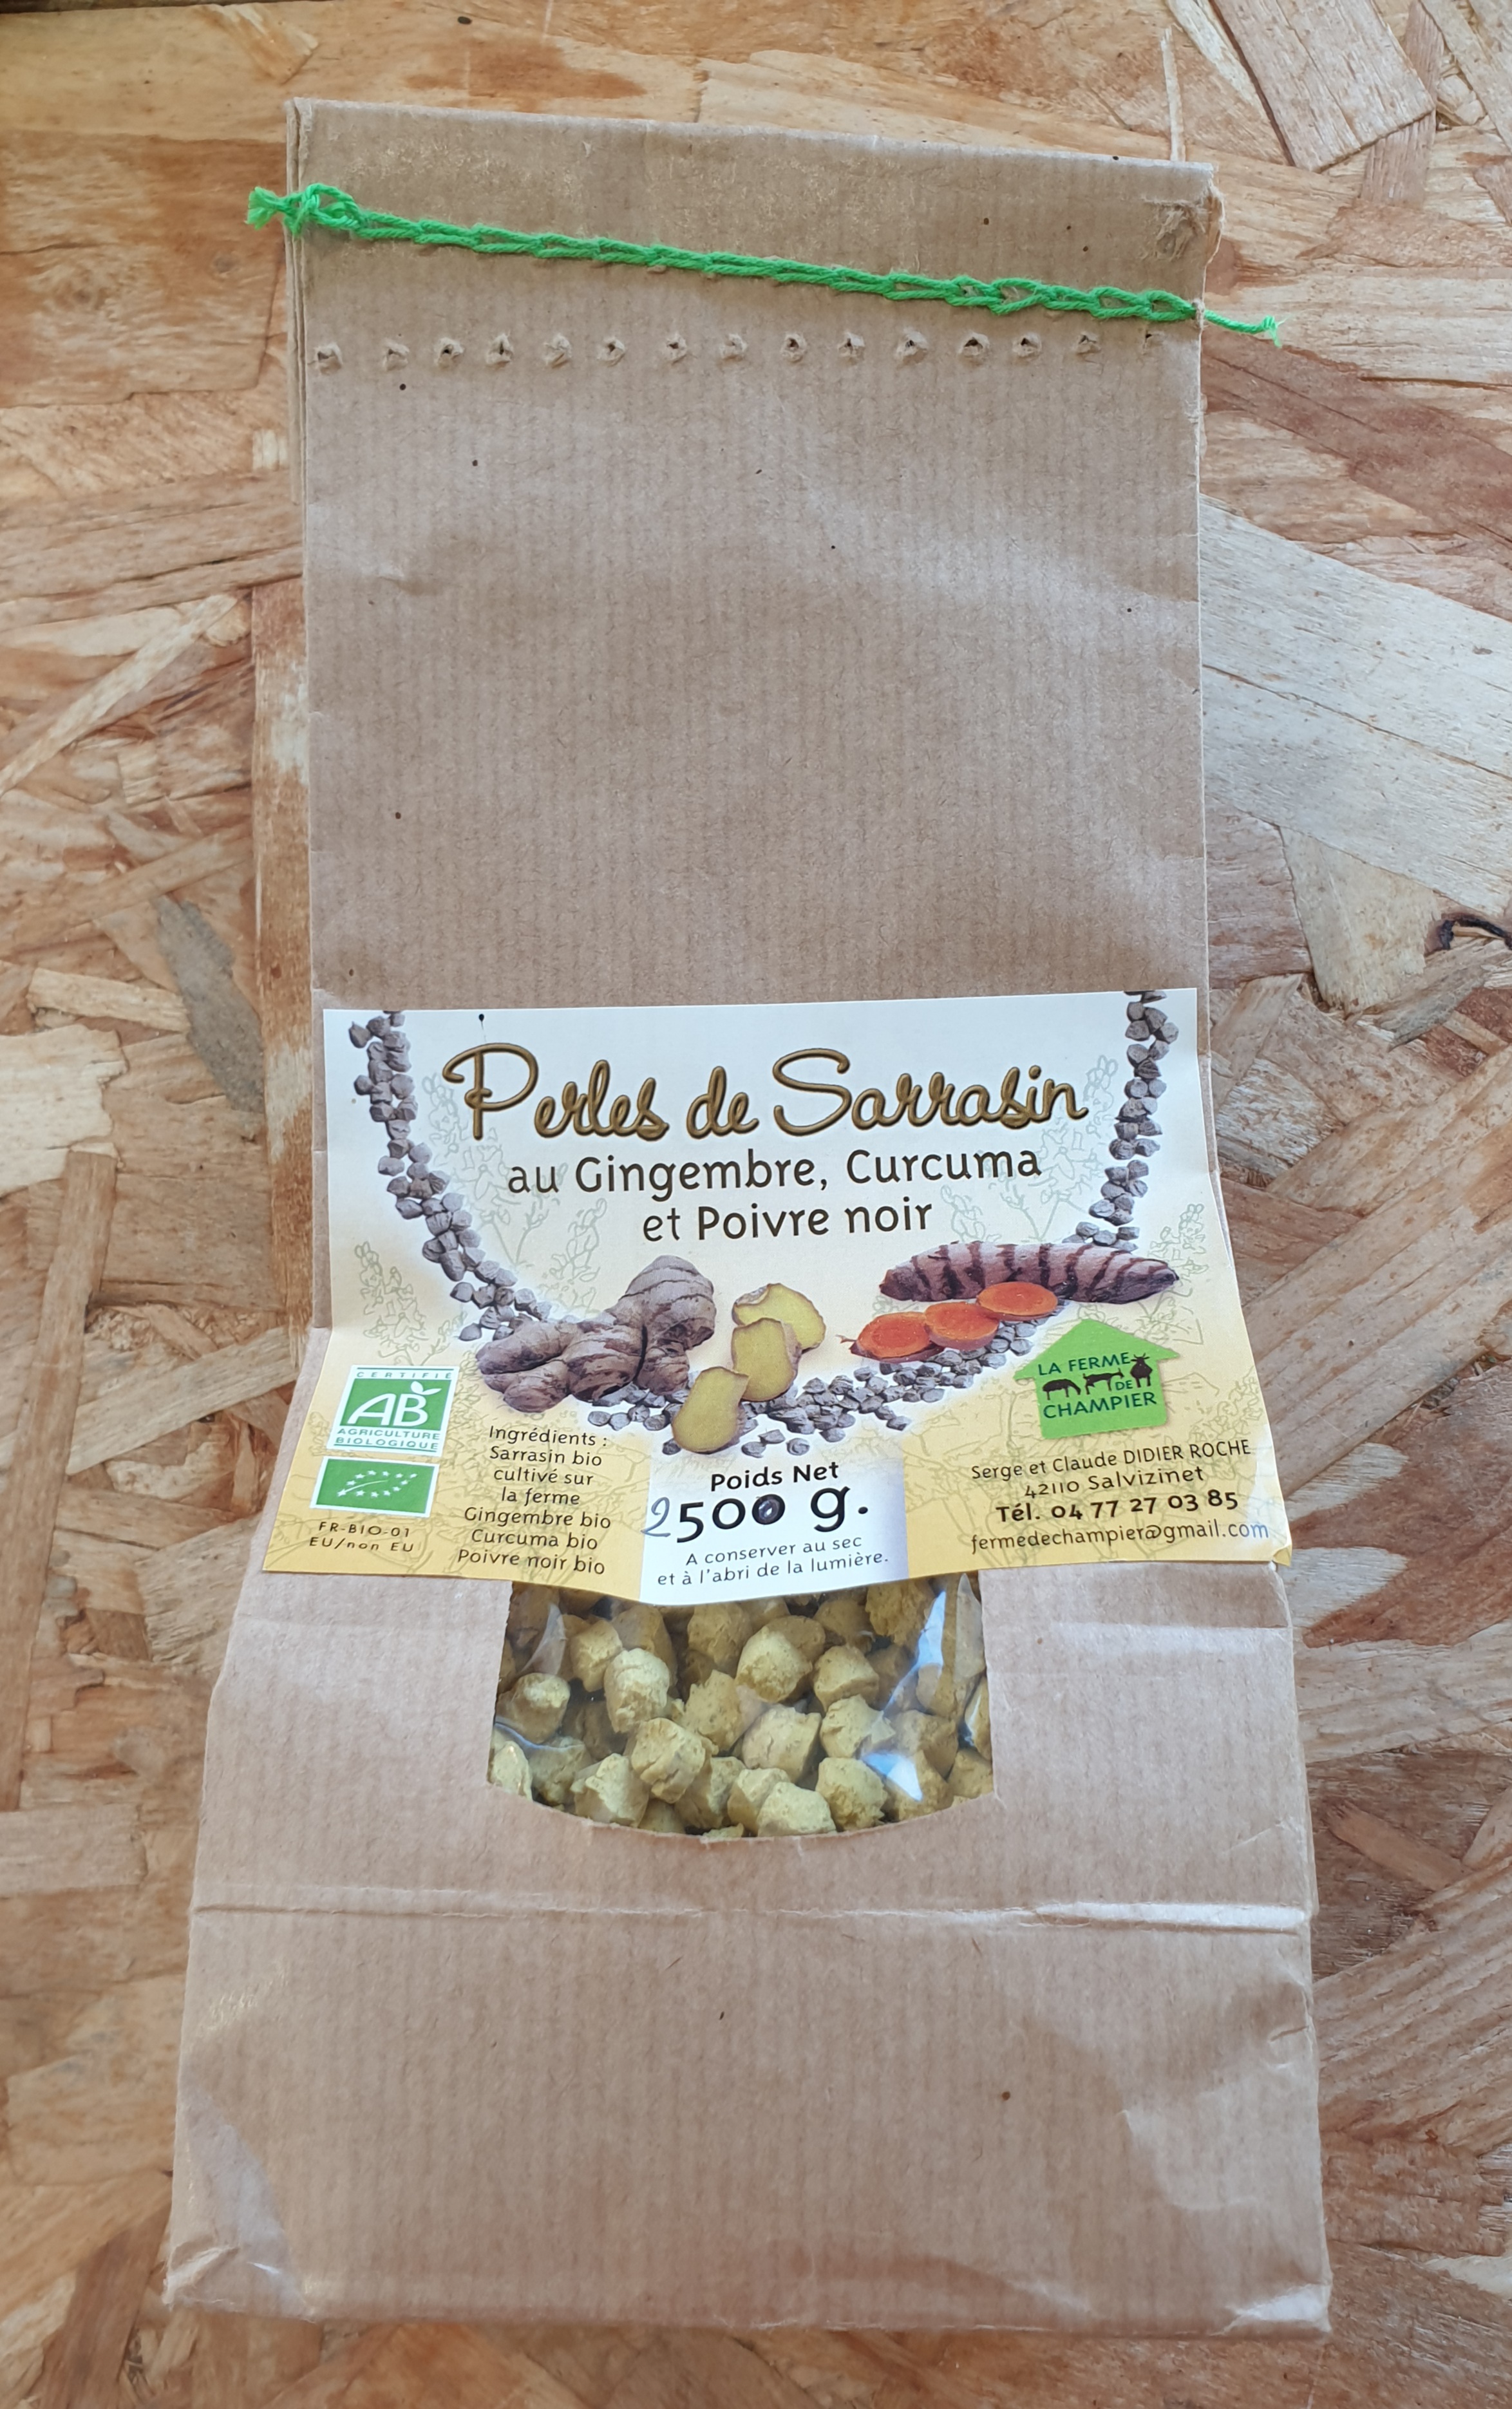 Perles de Sarrasin
au Gingembre, Curcuma
et Poivre noir
CERTIFIÉ
AB
AGRICULTURE
BIOLOGIQUE
FR-BIO-01
EU/non EU
Ingrédients :
Sarrasin bio
cultivé sur
la ferme
Gingembre bio
Curcuma bio
Poivre noir bio
Poids Net
2500 g.
A conserver au sec
et à l'abri de la lumière.
LA FERME
DE
CHAMPIER
Serge et Claude DIDIER ROCHE
42110 Salvizinet
Tél. 04 77 27 03 85
fermedechampier@gmail.com